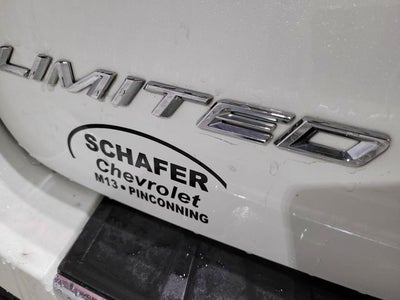 LIMITED
SCHAFER
Chevrolet
M13 • PINCONNING